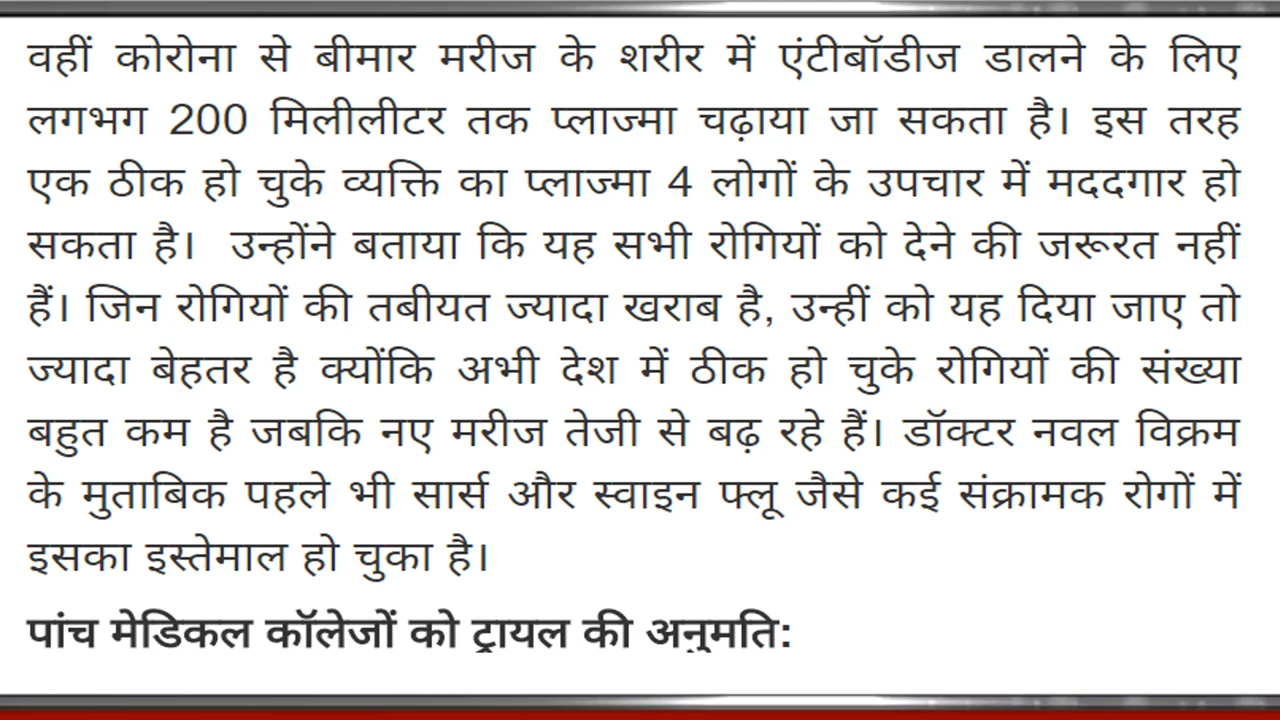 वहीं कोरोना से बीमार मरीज के शरीर में एंटीबॉडीज डालने के लिए
लगभग 200 मिलीलीटर तक प्लाज्मा चढ़ाया जा सकता है। इस तरह
एक ठीक हो चुके व्यक्ति का प्लाज्मा 4 लोगों के उपचार में मददगार हो
सकता है। उन्होंने बताया कि यह सभी रोगियों को देने की जरूरत नहीं
हैं। जिन रोगियों की तबीयत ज्यादा खराब है, उन्हीं को यह दिया जाए तो
ज्यादा बेहतर है क्योंकि अभी देश में ठीक हो चुके रोगियों की संख्या
बहुत कम है जबकि नए मरीज तेजी से बढ़ रहे हैं। डॉक्टर नवल विक्रम
के मुताबिक पहले भी सार्स और स्वाइन फ्लू जैसे कई संक्रामक रोगों में
इसका इस्तेमाल हो चुका है।
पांच मेडिकल कॉलेजों को ट्रायल की अनुमति: